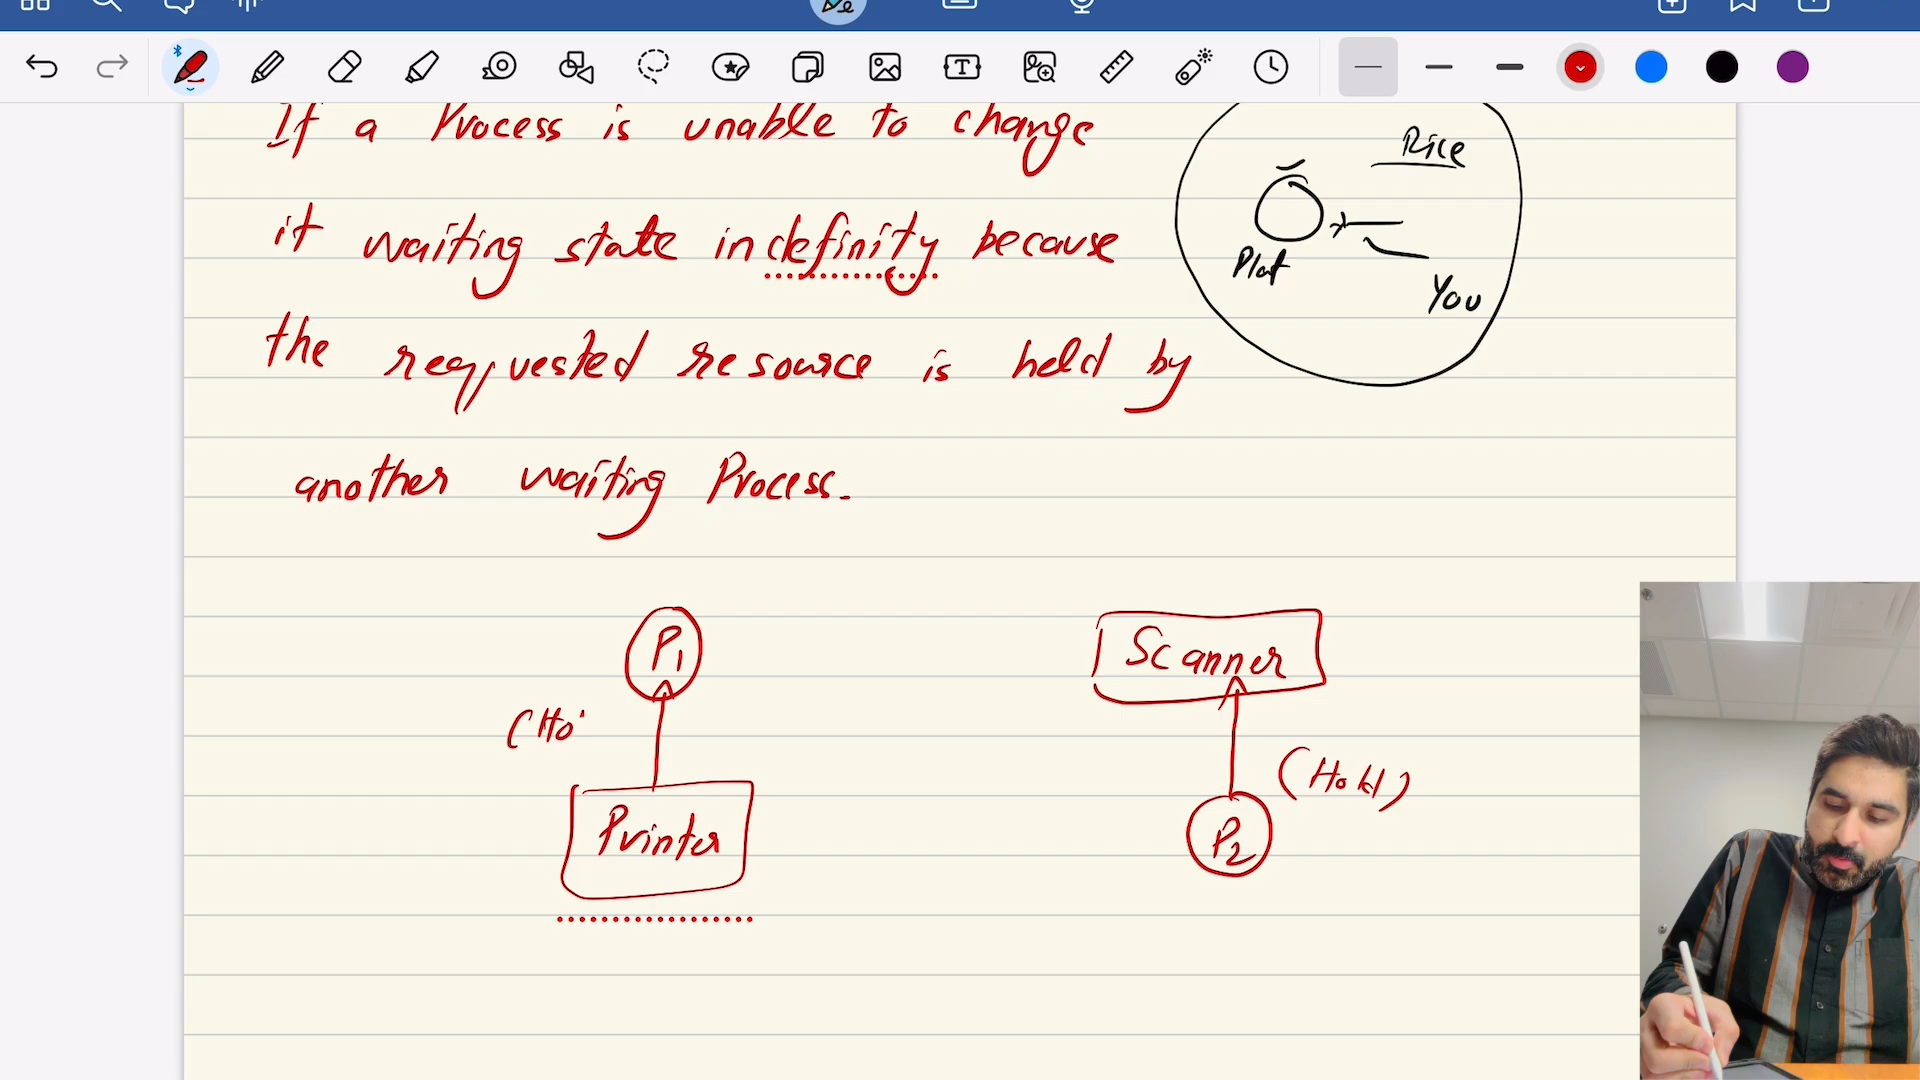 If a Process is unable to change
it waiting state indefinity because
the requested resource is held by
another waiting Process.
Rice
Plat
You
P1
(Ho
Printer
Scanner
(Hold)
P2
T